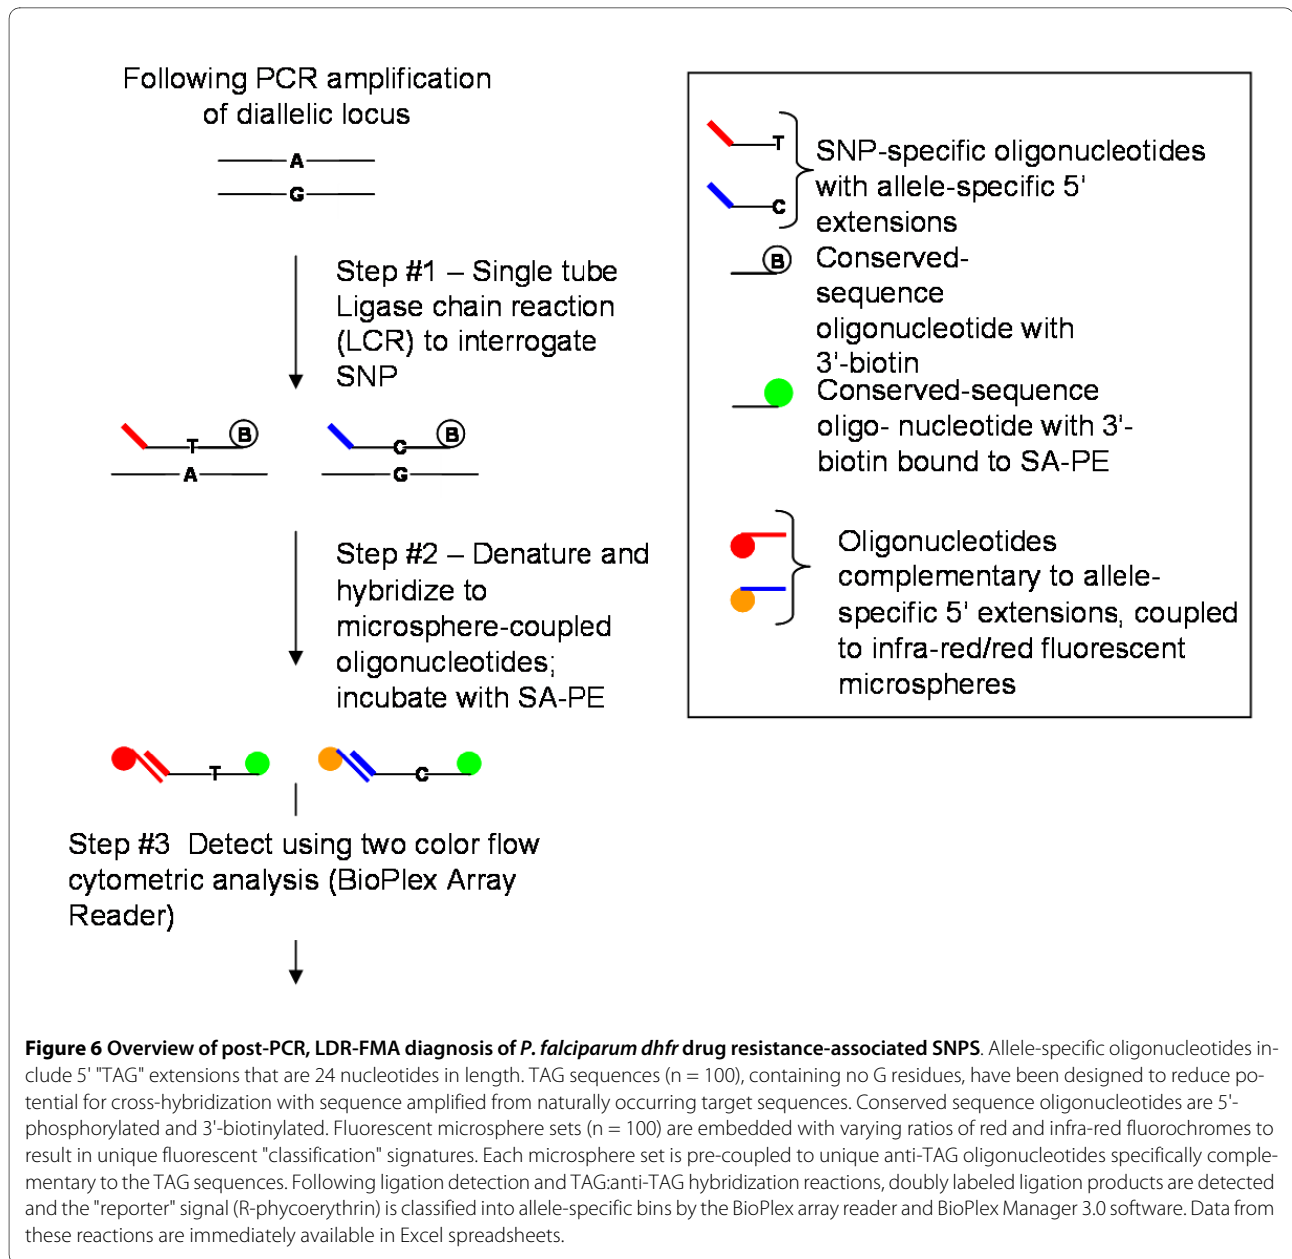 Following PCR amplification
of diallelic locus
A
G
Step #1 – Single tube
Ligase chain reaction
(LCR) to interrogate
SNP
T
B
C
B
A
G
Step #2 – Denature and
hybridize to
microsphere-coupled
oligonucleotides;
incubate with SA-PE
T
C
Step #3 Detect using two color flow
cytometric analysis (BioPlex Array
Reader)
T
C
SNP-specific oligonucleotides
with allele-specific 5'
extensions
B
Conserved-
sequence
oligonucleotide with
3'-biotin
Conserved-sequence
oligo- nucleotide with 3'-
biotin bound to SA-PE
Oligonucleotides
complementary to allele-
specific 5' extensions, coupled
to infra-red/red fluorescent
microspheres
Figure 6 Overview of post-PCR, LDR-FMA diagnosis of P. falciparum dhfr drug resistance-associated SNPS. Allele-specific oligonucleotides in-
clude 5' "TAG" extensions that are 24 nucleotides in length. TAG sequences (n = 100), containing no G residues, have been designed to reduce po-
tential for cross-hybridization with sequence amplified from naturally occurring target sequences. Conserved sequence oligonucleotides are 5'-
phosphorylated and 3'-biotinylated. Fluorescent microsphere sets (n = 100) are embedded with varying ratios of red and infra-red fluorochromes to
result in unique fluorescent "classification" signatures. Each microsphere set is pre-coupled to unique anti-TAG oligonucleotides specifically comple-
mentary to the TAG sequences. Following ligation detection and TAG:anti-TAG hybridization reactions, doubly labeled ligation products are detected
and the "reporter" signal (R-phycoerythrin) is classified into allele-specific bins by the BioPlex array reader and BioPlex Manager 3.0 software. Data from
these reactions are immediately available in Excel spreadsheets.